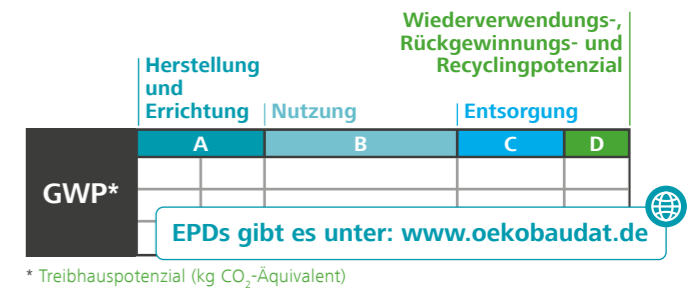 Wiederverwendungs-,
Rückgewinnungs- und
Recyclingpotenzial
Herstellung
und
Errichtung
Nutzung
Entsorgung
A B C D
GWP*
EPDs gibt es unter: www.oekobaudat.de
* Treibhauspotenzial (kg CO₂-Äquivalent)